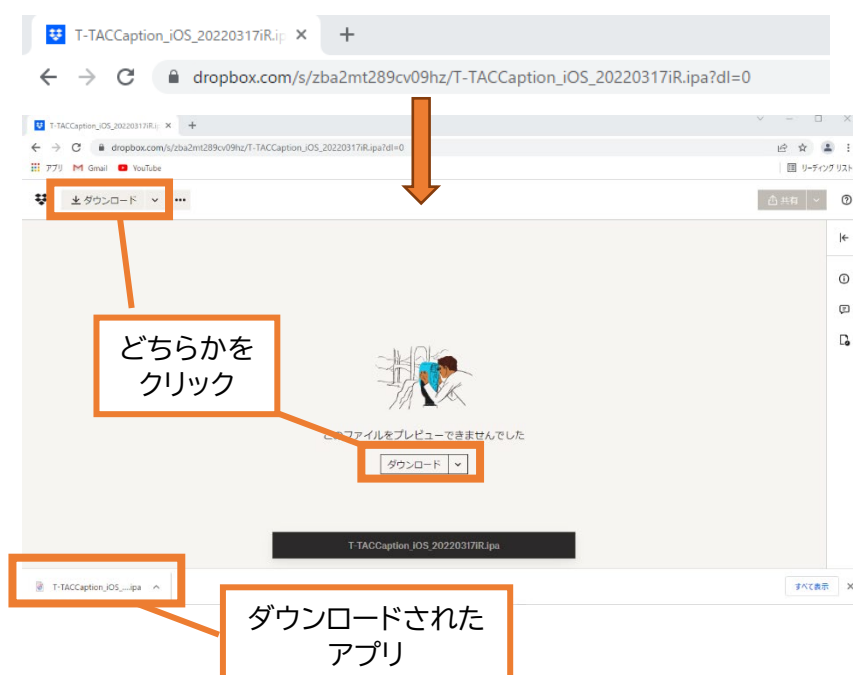 T-TACCaption_iOS_20220317iR.ip
dropbox.com/s/zba2mt289cv09hz/T-TACCaption_iOS_20220317iR.ipa?dl=0
T-TACCaption_iOS_20220317iR.i
dropbox.com/s/zba2mt289cv09hz/T-TACCaption_iOS_20220317iR.ipa?dl=0
アプリ Gmail YouTube リーディング リスト
ダウンロード 共有
どちらかを
クリック
このファイルをプレビューできませんでした
ダウンロード
T-TACCaption_iOS_20220317iR.ipa
T-TACCaption_iOS_....ipa すべて表示
ダウンロードされた
アプリ